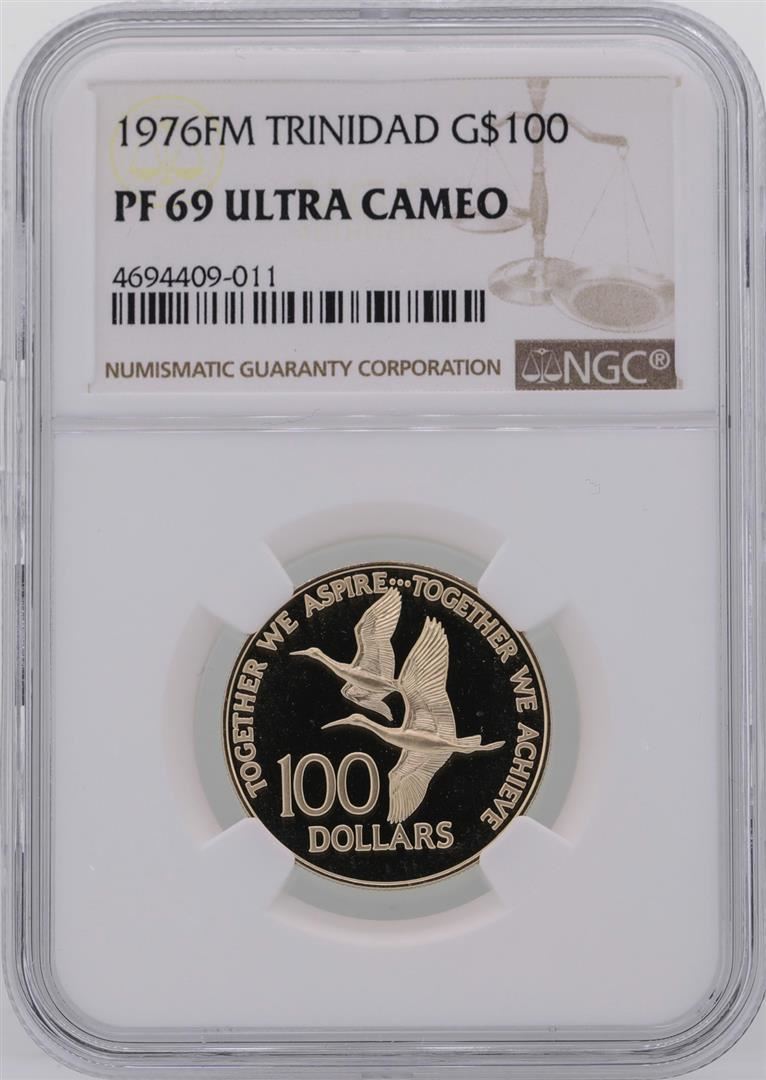 1976FM TRINIDAD G$100
PF 69 ULTRA CAMEO
4694409-011
NUMISMATIC GUARANTY CORPORATION
NGC®
TOGETHER WE ASPIRE···TOGETHER WE ACHIEVE
100
DOLLARS